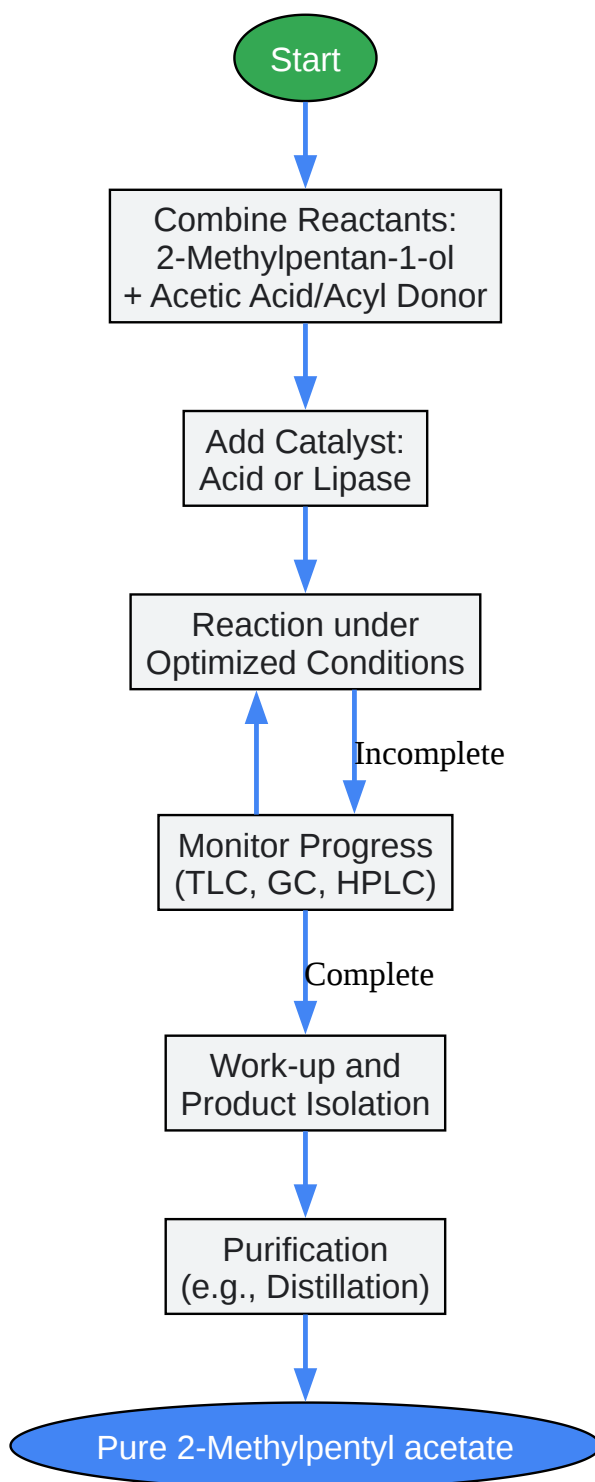 Start
Combine Reactants:
2-Methylpentan-1-ol
+ Acetic Acid/Acyl Donor
Add Catalyst:
Acid or Lipase
Reaction under
Optimized Conditions
Incomplete
Monitor Progress
(TLC, GC, HPLC)
Complete
Work-up and
Product Isolation
Purification
(e.g., Distillation)
Pure 2-Methylpentyl acetate